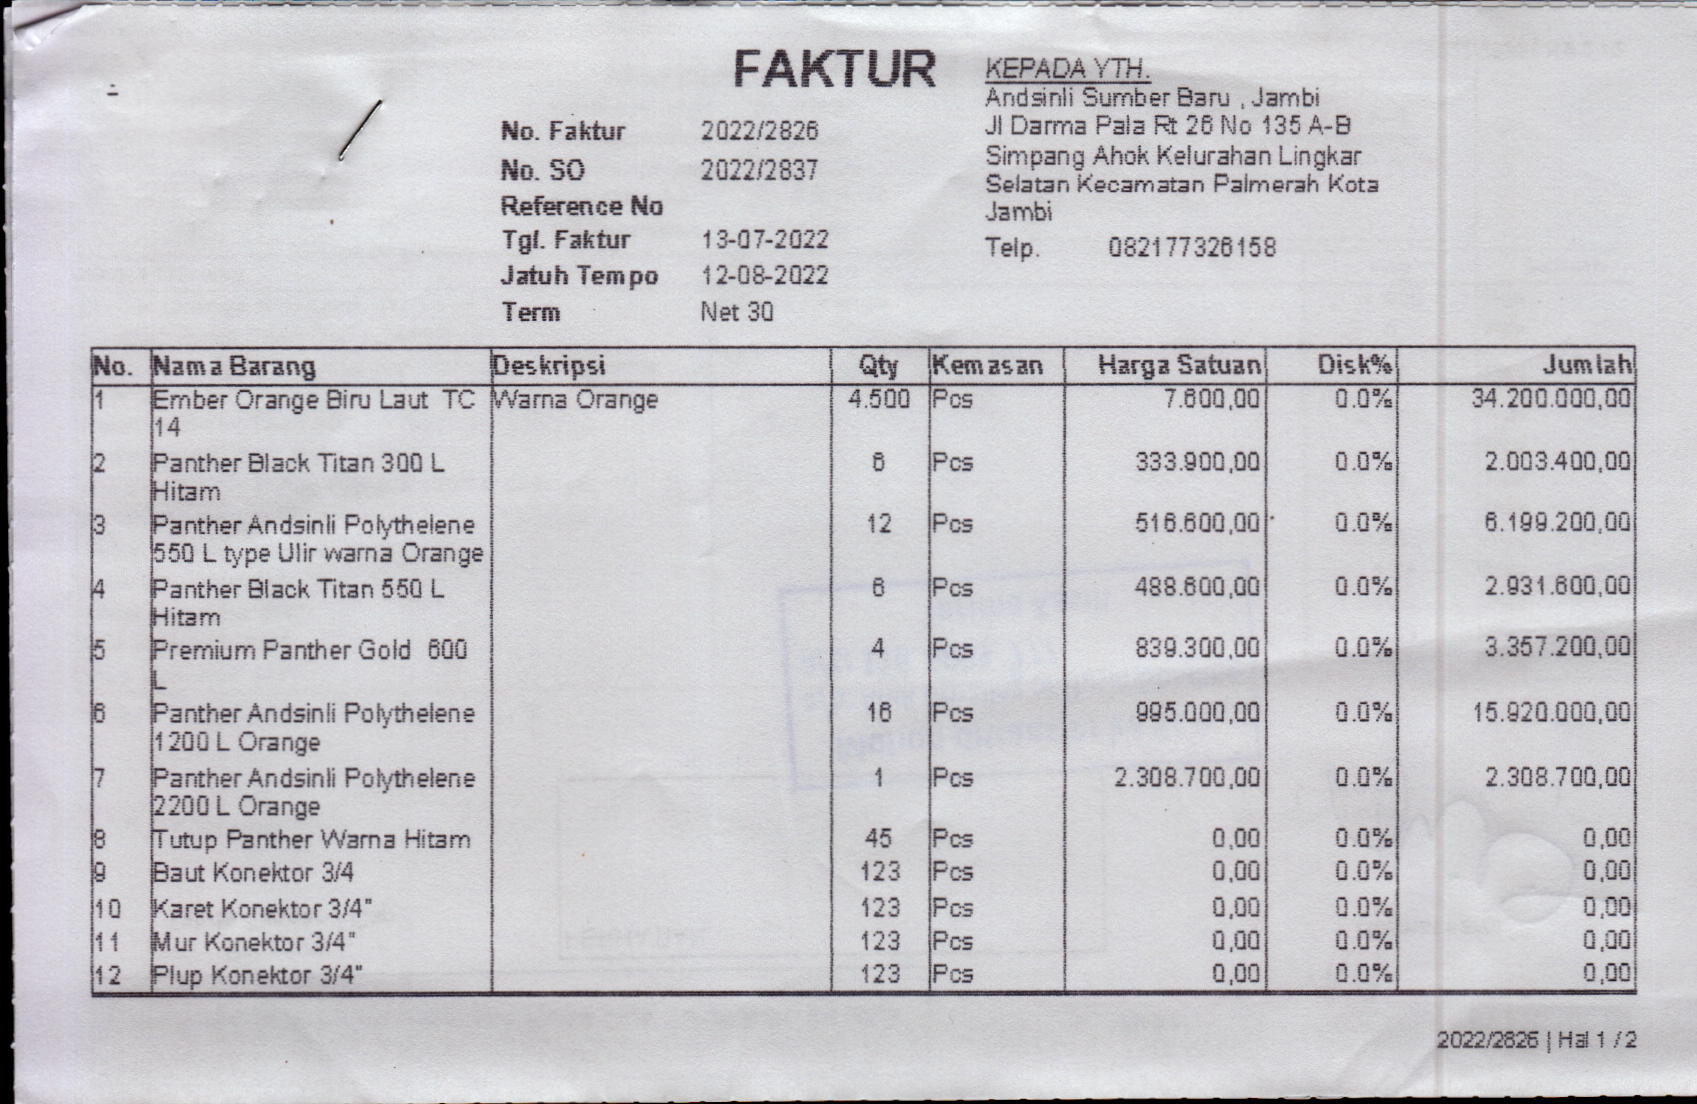 FAKTUR
KEPADA YTH.
Andsinli Sumber Baru , Jambi
Jl Darma Pala Rt 26 No 135 A-B
Simpang Ahok Kelurahan Lingkar
Selatan Kecamatan Palmerah Kota
Jambi
Telp. 082177326158
No. Faktur 2022/2826
No. SO 2022/2837
Reference No
Tgl. Faktur 13-07-2022
Jatuh Tempo 12-08-2022
Term Net 30
No. Nama Barang Deskripsi Qty Kemasan Harga Satuan Disk% Jumlah
1 Ember Orange Biru Laut TC Warna Orange 4.500 Pcs 7.600,00 0.0% 34.200.000,00
14
2 Panther Black Titan 300 L 6 Pcs 333.900,00 0.0% 2.003.400,00
Hitam
3 Panther Andsinli Polythelene 12 Pcs 516.600,00 0.0% 6.199.200,00
550 L type Ulir warna Orange
4 Panther Black Titan 550 L 6 Pcs 488.600,00 0.0% 2.931.600,00
Hitam
5 Premium Panther Gold 600 4 Pcs 839.300,00 0.0% 3.357.200,00
L
6 Panther Andsinli Polythelene 16 Pcs 995.000,00 0.0% 15.920.000,00
1200 L Orange
7 Panther Andsinli Polythelene 1 Pcs 2.308.700,00 0.0% 2.308.700,00
2200 L Orange
8 Tutup Panther Warna Hitam 45 Pcs 0,00 0.0% 0,00
9 Baut Konektor 3/4 123 Pcs 0,00 0.0% 0,00
10 Karet Konektor 3/4" 123 Pcs 0,00 0.0% 0,00
11 Mur Konektor 3/4" 123 Pcs 0,00 0.0% 0,00
12 Plup Konektor 3/4" 123 Pcs 0,00 0.0% 0,00
2022/2826 | Hal 1 / 2